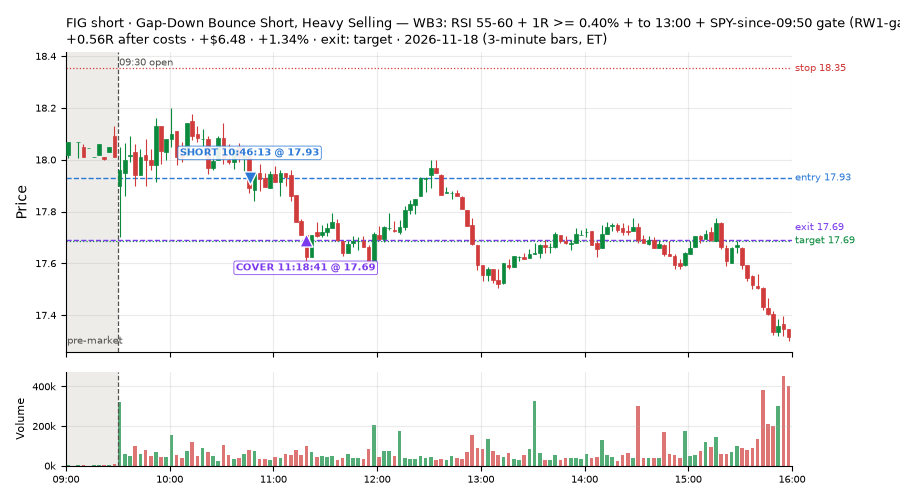 FIG short · Gap-Down Bounce Short, Heavy Selling — WB3: RSI 55-60 + 1R >= 0.40% + to 13:00 + SPY-since-09:50 gate (RW1-ga
+0.56R after costs · +$6.48 · +1.34% · exit: target · 2026-11-18 (3-minute bars, ET)
18.4
09:30 open
stop 18.35
18.2
SHORT 10:46:13 @ 17.93
18.0
entry 17.93
Price
17.8
exit 17.69
target 17.69
COVER 11:18:41 @ 17.69
17.6
17.4
pre-market
Volume
400k
200k
0k
09:00 10:00 11:00 12:00 13:00 14:00 15:00 16:00